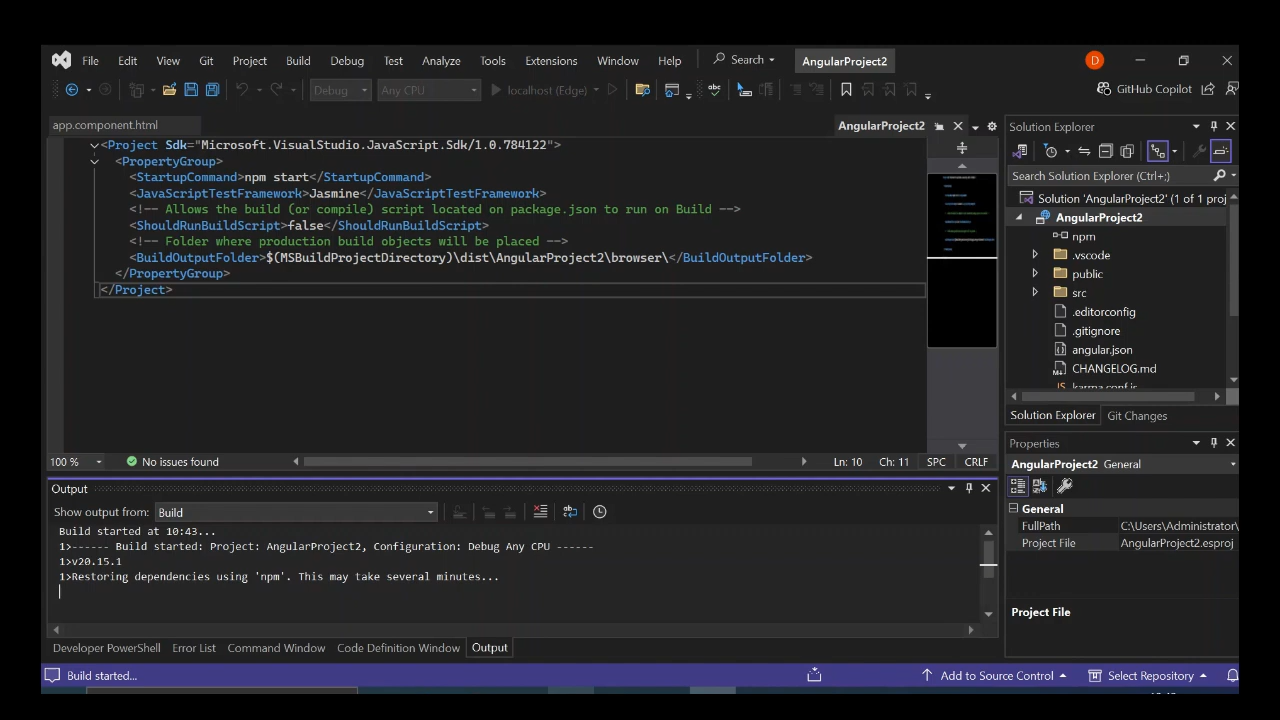 File Edit View Git Project Build Debug Test Analyze Tools Extensions Window Help Search AngularProject2 D
Debug Any CPU localhost (Edge) GitHub Copilot
app.component.html AngularProject2
<Project Sdk="Microsoft.VisualStudio.JavaScript.Sdk/1.0.784122">
<PropertyGroup>
<StartupCommand>npm start</StartupCommand>
<JavaScriptTestFramework>Jasmine</JavaScriptTestFramework>
<!-- Allows the build (or compile) script located on package.json to run on Build -->
<ShouldRunBuildScript>false</ShouldRunBuildScript>
<!-- Folder where production build objects will be placed -->
<BuildOutputFolder>$(MSBuildProjectDirectory)\dist\AngularProject2\browser\</BuildOutputFolder>
</PropertyGroup>
</Project>
100 % No issues found Ln: 10 Ch: 11 SPC CRLF
Output
Show output from: Build
Build started at 10:43...
1>------ Build started: Project: AngularProject2, Configuration: Debug Any CPU ------
1>v20.15.1
1>Restoring dependencies using 'npm'. This may take several minutes...
Developer PowerShell Error List Command Window Code Definition Window Output
Solution Explorer
Search Solution Explorer (Ctrl+;)
Solution 'AngularProject2' (1 of 1 proj
AngularProject2
npm
.vscode
public
src
.editorconfig
.gitignore
angular.json
CHANGELOG.md
karma.conf.js
Solution Explorer Git Changes
Properties
AngularProject2 General
General
FullPath C:\Users\Administrator\
Project File AngularProject2.esproj
Project File
Build started... Add to Source Control Select Repository